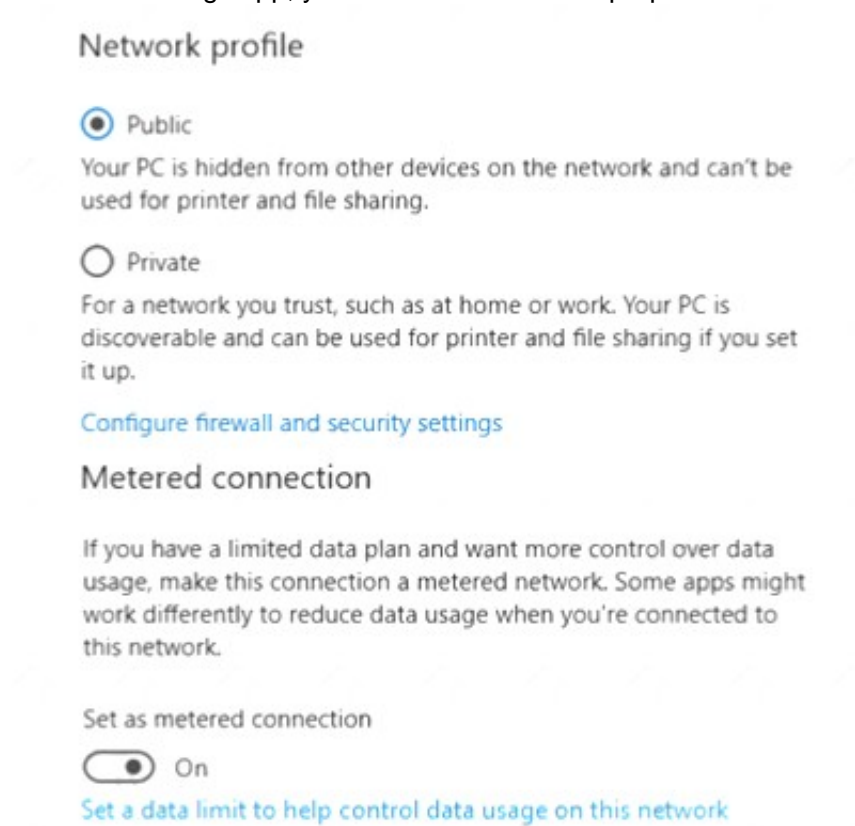 Network profile
Public
Your PC is hidden from other devices on the network and can't be
used for printer and file sharing.
Private
For a network you trust, such as at home or work. Your PC is
discoverable and can be used for printer and file sharing if you set
it up.
Configure firewall and security settings
Metered connection
If you have a limited data plan and want more control over data
usage, make this connection a metered network. Some apps might
work differently to reduce data usage when you're connected to
this network.
Set as metered connection
On
Set a data limit to help control data usage on this network